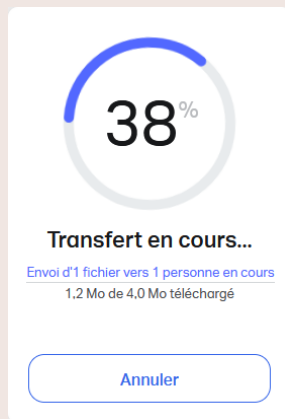 38%
Transfert en cours...
Envoi d'1 fichier vers 1 personne en cours
1,2 Mo de 4,0 Mo téléchargé
Annuler